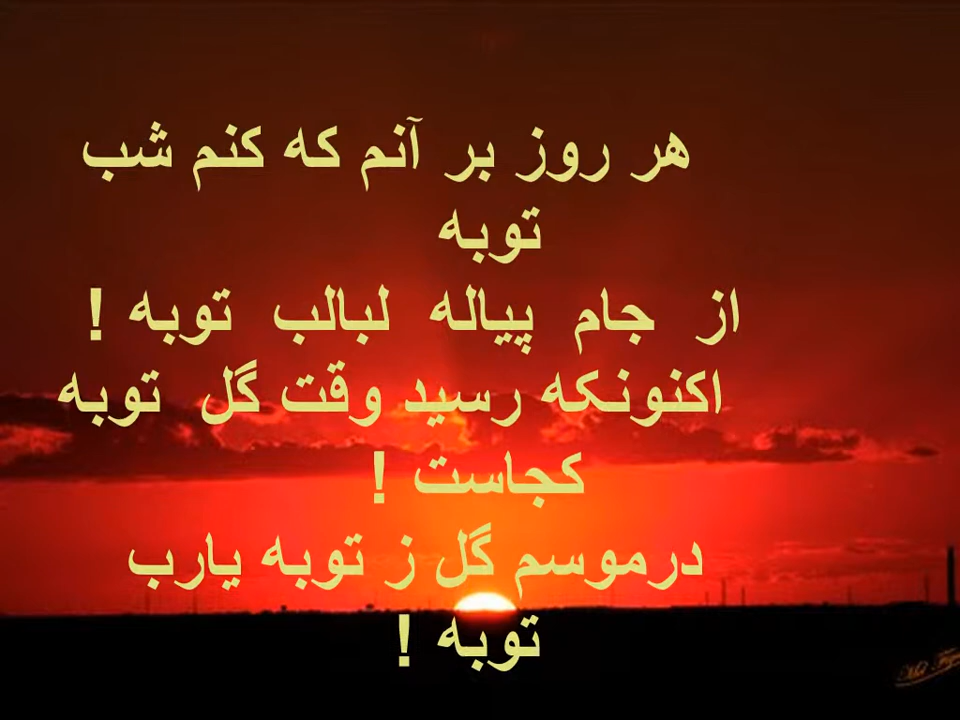 هر روز بر آنم که کنم شب
توبه
از جام پیاله لبالب توبه !
اکنونکه رسید وقت گل توبه
کجاست !
درموسم گل ز توبه یارب
توبه !